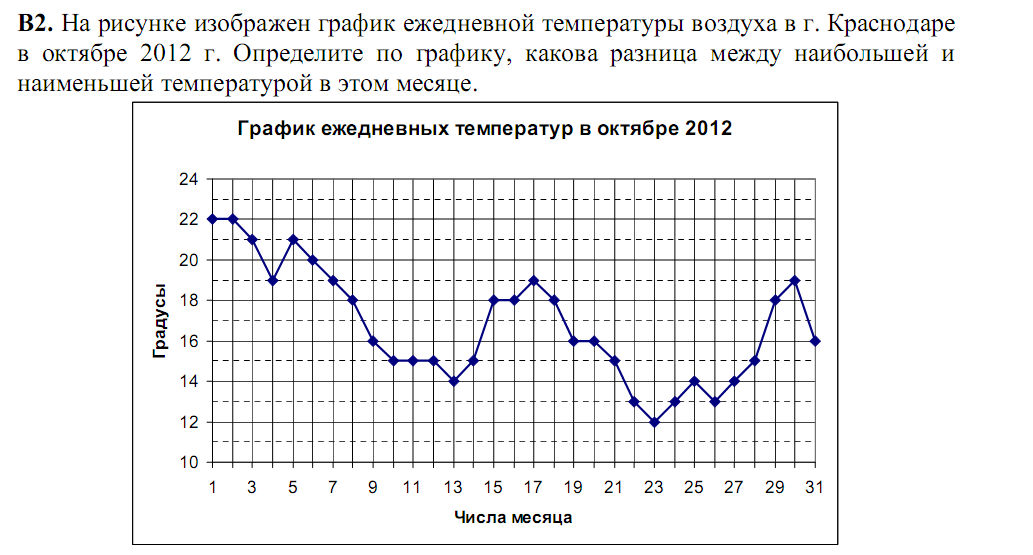 В2. На рисунке изображен график ежедневной температуры воздуха в г. Краснодаре
в октябре 2012 г. Определите по графику, какова разница между наибольшей и
наименьшей температурой в этом месяце.
График ежедневных температур в октябре 2012
24
22
20
18
16
14
12
10
Градусы
1 3 5 7 9 11 13 15 17 19 21 23 25 27 29 31
Числа месяца